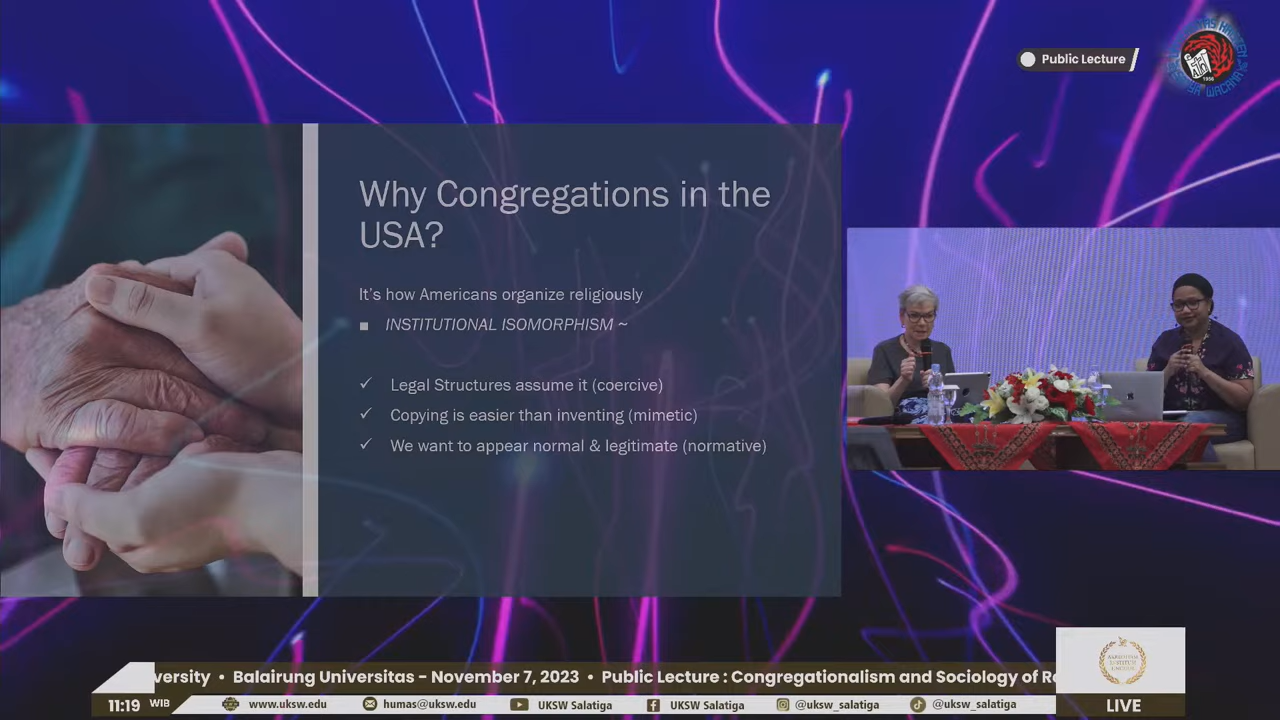 Public Lecture
1956
Why Congregations in the
USA?
It's how Americans organize religiously
INSTITUTIONAL ISOMORPHISM ~
Legal Structures assume it (coercive)
Copying is easier than inventing (mimetic)
We want to appear normal & legitimate (normative)
versity • Balairung Universitas - November 7, 2023 • Public Lecture : Congregationalism and Sociology of Re
11:19 WIB
www.uksw.edu
humas@uksw.edu
UKSW Salatiga
UKSW Salatiga
@uksw_salatiga
@uksw_salatiga
LIVE